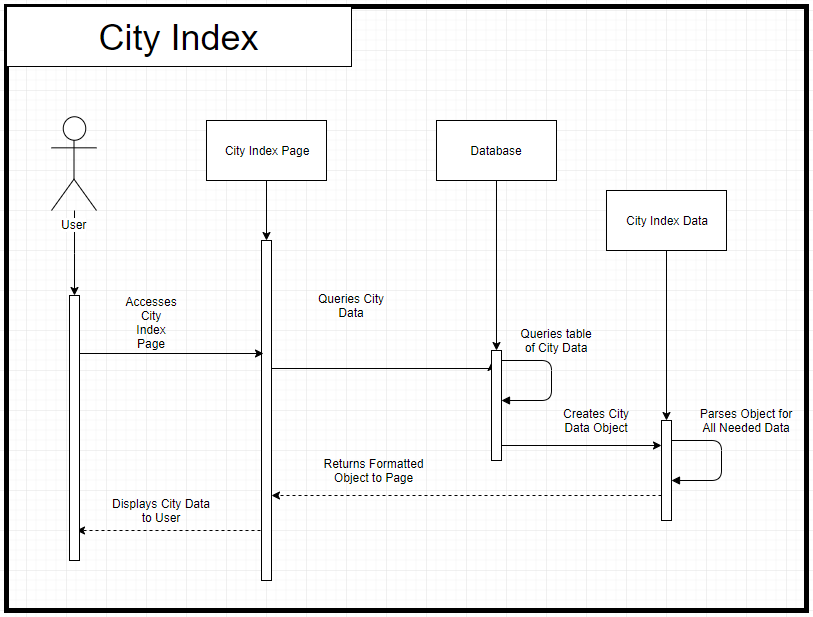 City Index
City Index Page
Database
City Index Data
User
Accesses
City
Index
Page
Queries City
Data
Queries table
of City Data
Creates City
Data Object
Parses Object for
All Needed Data
Returns Formatted
Object to Page
Displays City Data
to User